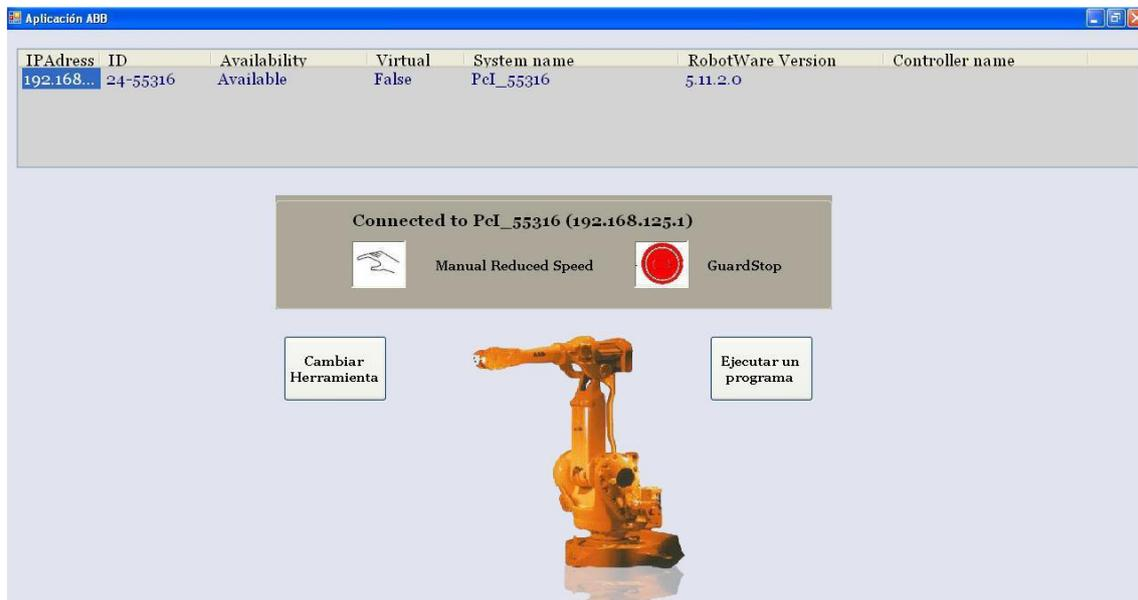 Aplicación ABB
IPAdress ID Availability Virtual System name RobotWare Version Controller name
192.168... 24-55316 Available False PcI_55316 5.11.2.0
Connected to PcI_55316 (192.168.125.1)
Manual Reduced Speed GuardStop
Cambiar
Herramienta
Ejecutar un
programa
ABB